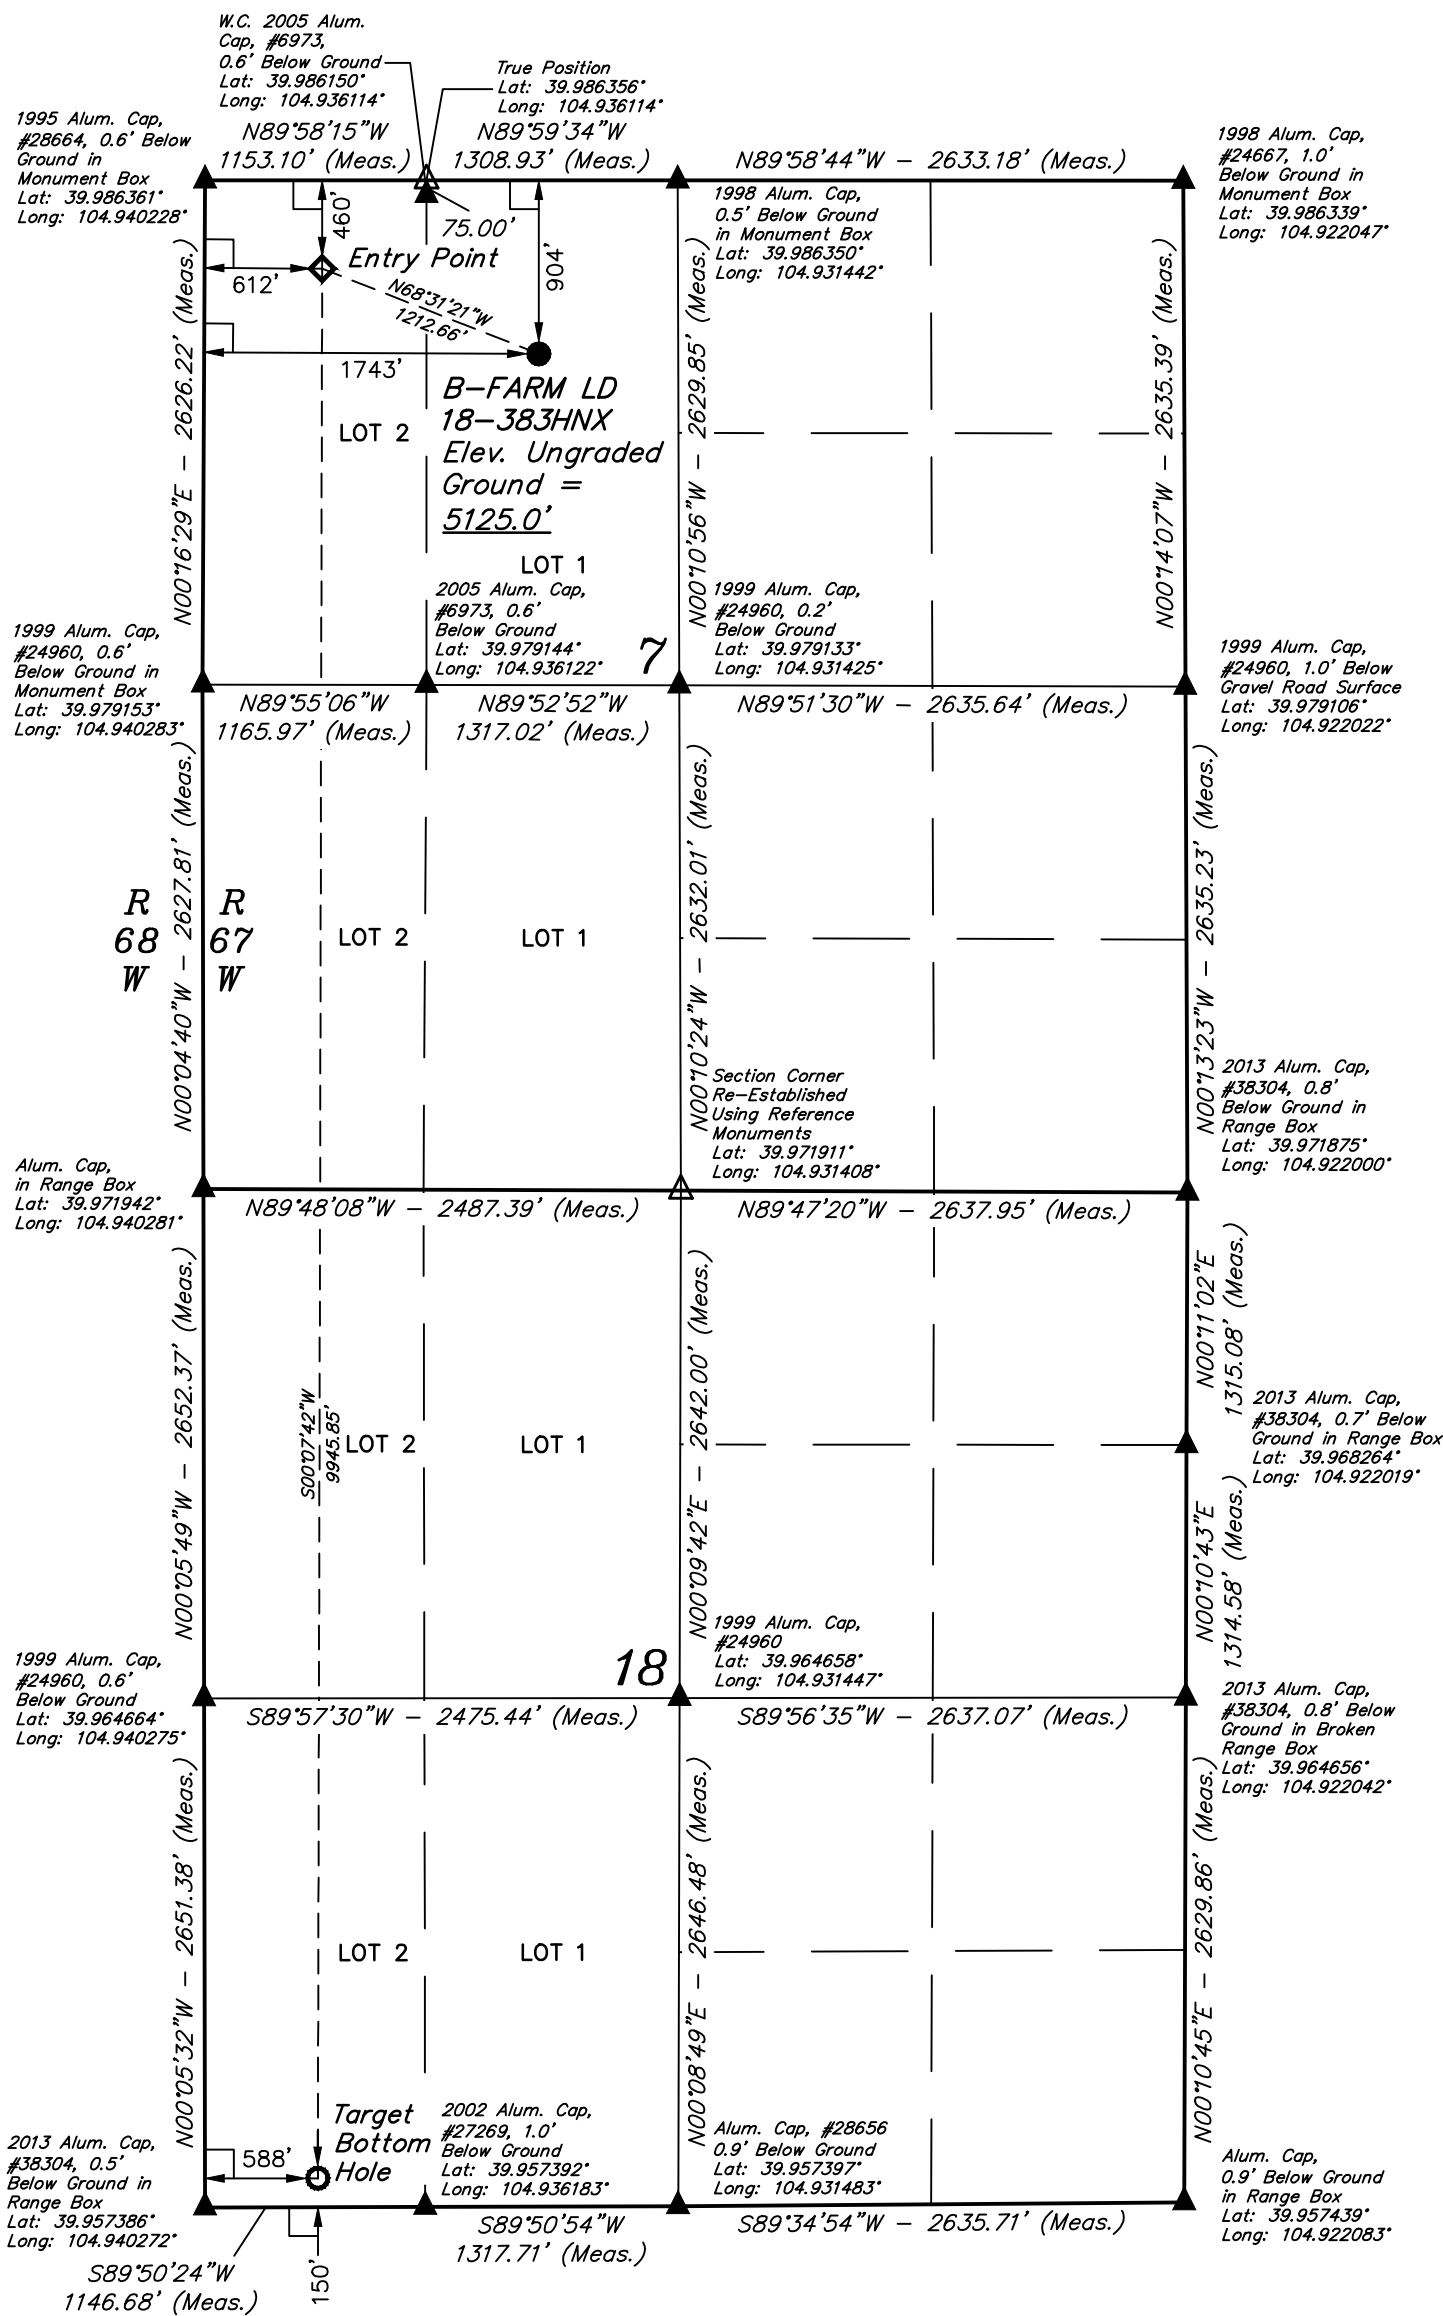 W.C. 2005 Alum.
Cap, #6973,
0.6' Below Ground
Lat: 39.986150°
Long: 104.936114°
True Position
Lat: 39.986356°
Long: 104.936114°
1995 Alum. Cap,
#28664, 0.6' Below
Ground in
Monument Box
Lat: 39.986361°
Long: 104.940228°
N89°58'15"W
1153.10' (Meas.)
N89°59'34"W
1308.93' (Meas.)
N89°58'44"W - 2633.18' (Meas.)
1998 Alum. Cap,
#24667, 1.0'
Below Ground in
Monument Box
Lat: 39.986339°
Long: 104.922047°
1998 Alum. Cap,
0.5' Below Ground
in Monument Box
Lat: 39.986350°
Long: 104.931442°
460'
75.00'
904'
Entry Point
612'
N68°31'21"W
1212.66'
1743'
B-FARM LD
18-383HNX
Elev. Ungraded
Ground =
5125.0'
LOT 2
LOT 1
N00°16'29"E - 2626.22' (Meas.)
N00°10'56"W - 2629.85' (Meas.)
N00°14'07"W - 2635.39' (Meas.)
1999 Alum. Cap,
#24960, 0.6'
Below Ground in
Monument Box
Lat: 39.979153°
Long: 104.940283°
2005 Alum. Cap,
#6973, 0.6'
Below Ground
Lat: 39.979144°
Long: 104.936122°
7
1999 Alum. Cap,
#24960, 0.2'
Below Ground
Lat: 39.979133°
Long: 104.931425°
1999 Alum. Cap,
#24960, 1.0' Below
Gravel Road Surface
Lat: 39.979106°
Long: 104.922022°
N89°55'06"W
1165.97' (Meas.)
N89°52'52"W
1317.02' (Meas.)
N89°51'30"W - 2635.64' (Meas.)
N00°04'40"W - 2627.81' (Meas.)
N00°10'24"W - 2632.01' (Meas.)
N00°13'23"W - 2635.23' (Meas.)
R
68
W
R
67
W
LOT 2
LOT 1
Section Corner
Re-Established
Using Reference
Monuments
Lat: 39.971911°
Long: 104.931408°
2013 Alum. Cap,
#38304, 0.8'
Below Ground in
Range Box
Lat: 39.971875°
Long: 104.922000°
Alum. Cap,
in Range Box
Lat: 39.971942°
Long: 104.940281°
N89°48'08"W - 2487.39' (Meas.)
N89°47'20"W - 2637.95' (Meas.)
N00°05'49"W - 2652.37' (Meas.)
S00°07'42"W
9945.85'
LOT 2
LOT 1
N00°09'42"E - 2642.00' (Meas.)
N00°11'02"E
1315.08' (Meas.)
2013 Alum. Cap,
#38304, 0.7' Below
Ground in Range Box
Lat: 39.968264°
Long: 104.922019°
N00°10'43"E
1314.58' (Meas.)
1999 Alum. Cap,
#24960, 0.6'
Below Ground
Lat: 39.964664°
Long: 104.940275°
18
1999 Alum. Cap,
#24960
Lat: 39.964658°
Long: 104.931447°
2013 Alum. Cap,
#38304, 0.8' Below
Ground in Broken
Range Box
Lat: 39.964656°
Long: 104.922042°
S89°57'30"W - 2475.44' (Meas.)
S89°56'35"W - 2637.07' (Meas.)
N00°05'32"W - 2651.38' (Meas.)
LOT 2
LOT 1
N00°08'49"E - 2646.48' (Meas.)
N00°10'45"E - 2629.86' (Meas.)
588'
Target
Bottom
Hole
2002 Alum. Cap,
#27269, 1.0'
Below Ground
Lat: 39.957392°
Long: 104.936183°
Alum. Cap, #28656
0.9' Below Ground
Lat: 39.957397°
Long: 104.931483°
2013 Alum. Cap,
#38304, 0.5'
Below Ground in
Range Box
Lat: 39.957386°
Long: 104.940272°
Alum. Cap,
0.9' Below Ground
in Range Box
Lat: 39.957439°
Long: 104.922083°
S89°50'24"W
1146.68' (Meas.)
150'
S89°50'54"W
1317.71' (Meas.)
S89°34'54"W - 2635.71' (Meas.)